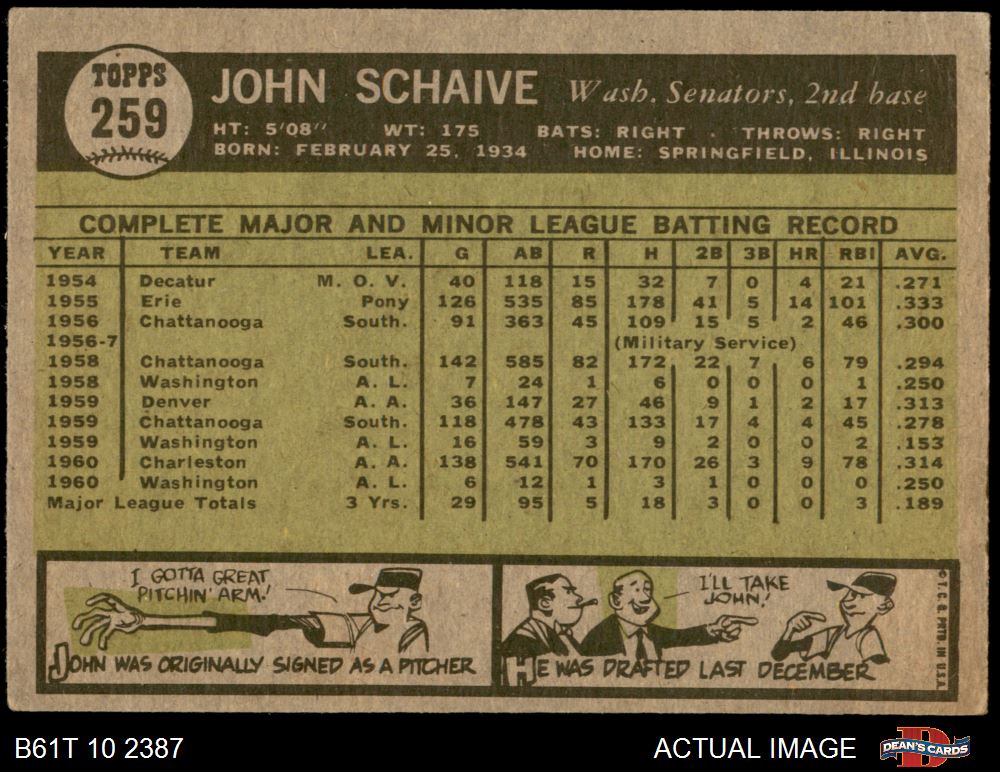 TOPPS
259
JOHN SCHAIVE Wash. Senators, 2nd base
HT: 5'08" WT: 175 BATS: RIGHT · THROWS: RIGHT
BORN: FEBRUARY 25, 1934 HOME: SPRINGFIELD, ILLINOIS
COMPLETE MAJOR AND MINOR LEAGUE BATTING RECORD
YEAR TEAM LEA. G AB R H 2B 3B HR RBI AVG.
1954 Decatur M. O. V. 40 118 15 32 7 0 4 21 .271
1955 Erie Pony 126 535 85 178 41 5 14 101 .333
1956 Chattanooga South. 91 363 45 109 15 5 2 46 .300
1956-7 (Military Service)
1958 Chattanooga South. 142 585 82 172 22 7 6 79 .294
1958 Washington A. L. 7 24 1 6 0 0 0 1 .250
1959 Denver A. A. 36 147 27 46 9 1 2 17 .313
1959 Chattanooga South. 118 478 43 133 17 4 4 45 .278
1959 Washington A. L. 16 59 3 9 2 0 0 2 .153
1960 Charleston A. A. 138 541 70 170 26 3 9 78 .314
1960 Washington A. L. 6 12 1 3 1 0 0 0 .250
Major League Totals 3 Yrs. 29 95 5 18 3 0 0 3 .189
I GOTTA GREAT
PITCHIN' ARM!
JOHN WAS ORIGINALLY SIGNED AS A PITCHER
I'LL TAKE
JOHN!
HE WAS DRAFTED LAST DECEMBER
© T. C. G. PRTD IN U.S.A.
B61T 10 2387
ACTUAL IMAGE
D
DEAN'S CARDS